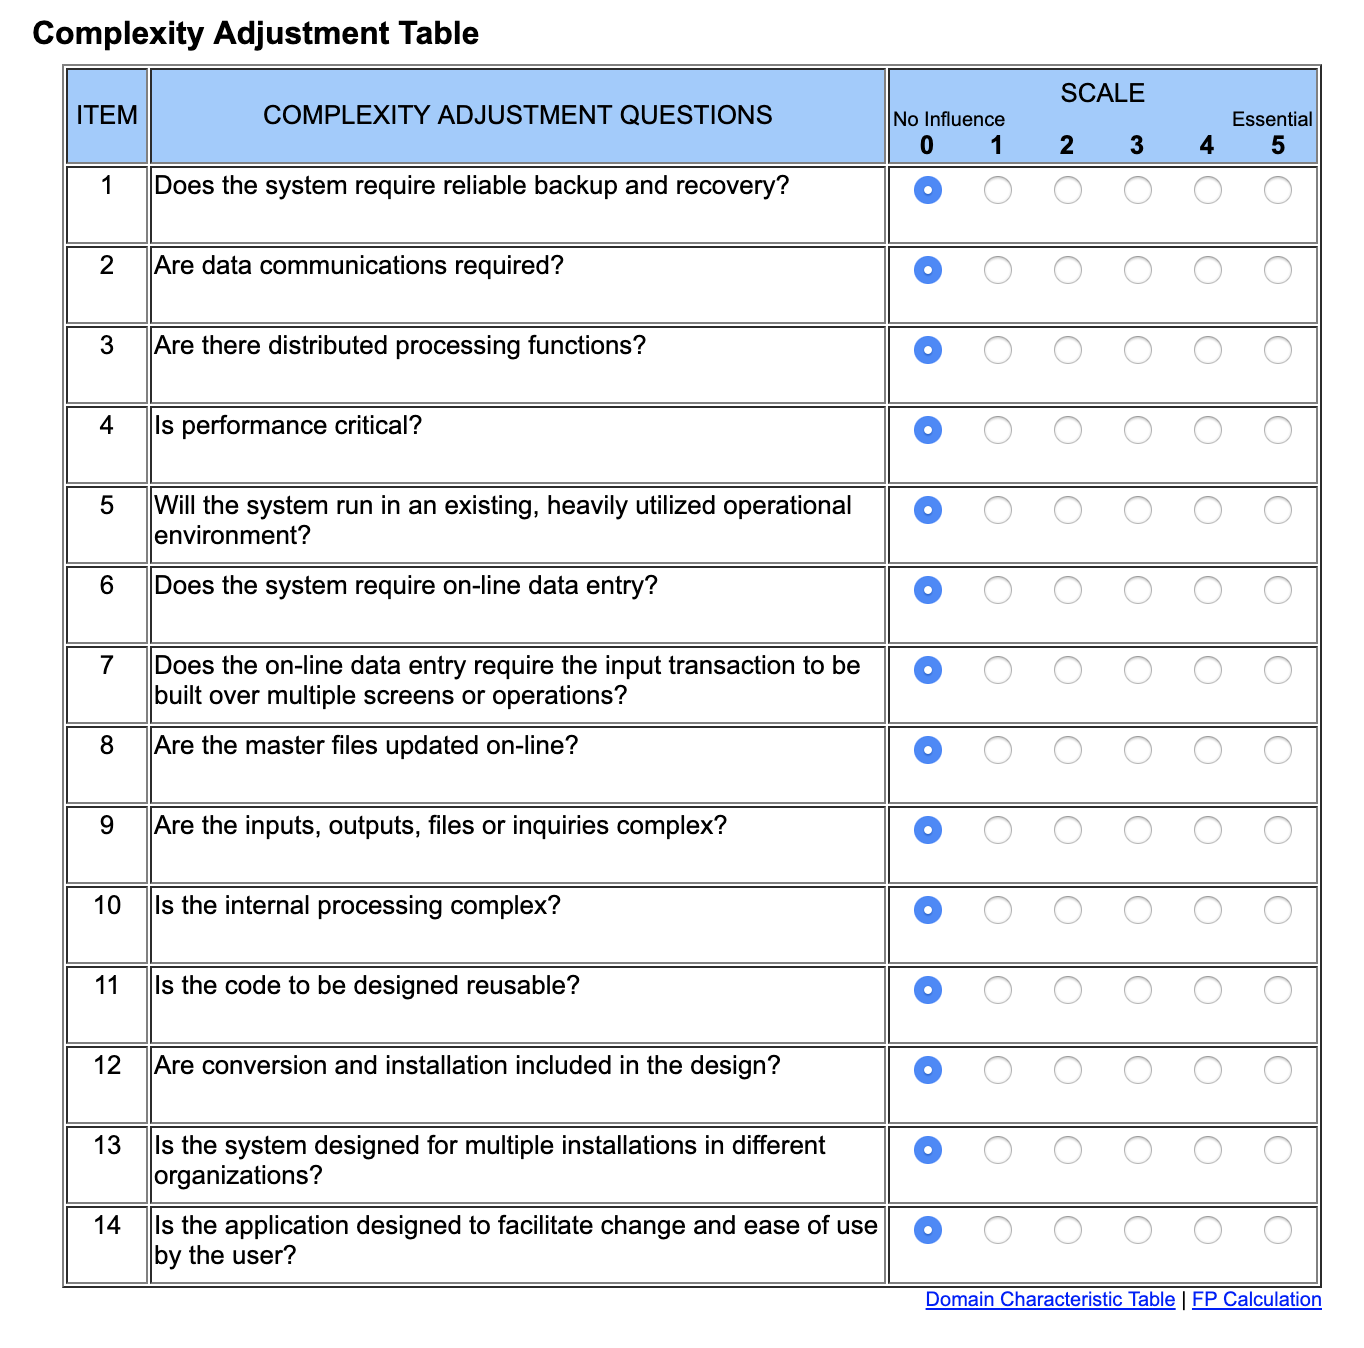 Complexity Adjustment Table
ITEM
COMPLEXITY ADJUSTMENT QUESTIONS
SCALE
No Influence Essential
0 1 2 3 4 5
1 Does the system require reliable backup and recovery?
2 Are data communications required?
3 Are there distributed processing functions?
4 Is performance critical?
5 Will the system run in an existing, heavily utilized operational
environment?
6 Does the system require on-line data entry?
7 Does the on-line data entry require the input transaction to be
built over multiple screens or operations?
8 Are the master files updated on-line?
9 Are the inputs, outputs, files or inquiries complex?
10 Is the internal processing complex?
11 Is the code to be designed reusable?
12 Are conversion and installation included in the design?
13 Is the system designed for multiple installations in different
organizations?
14 Is the application designed to facilitate change and ease of use
by the user?
Domain Characteristic Table | FP Calculation